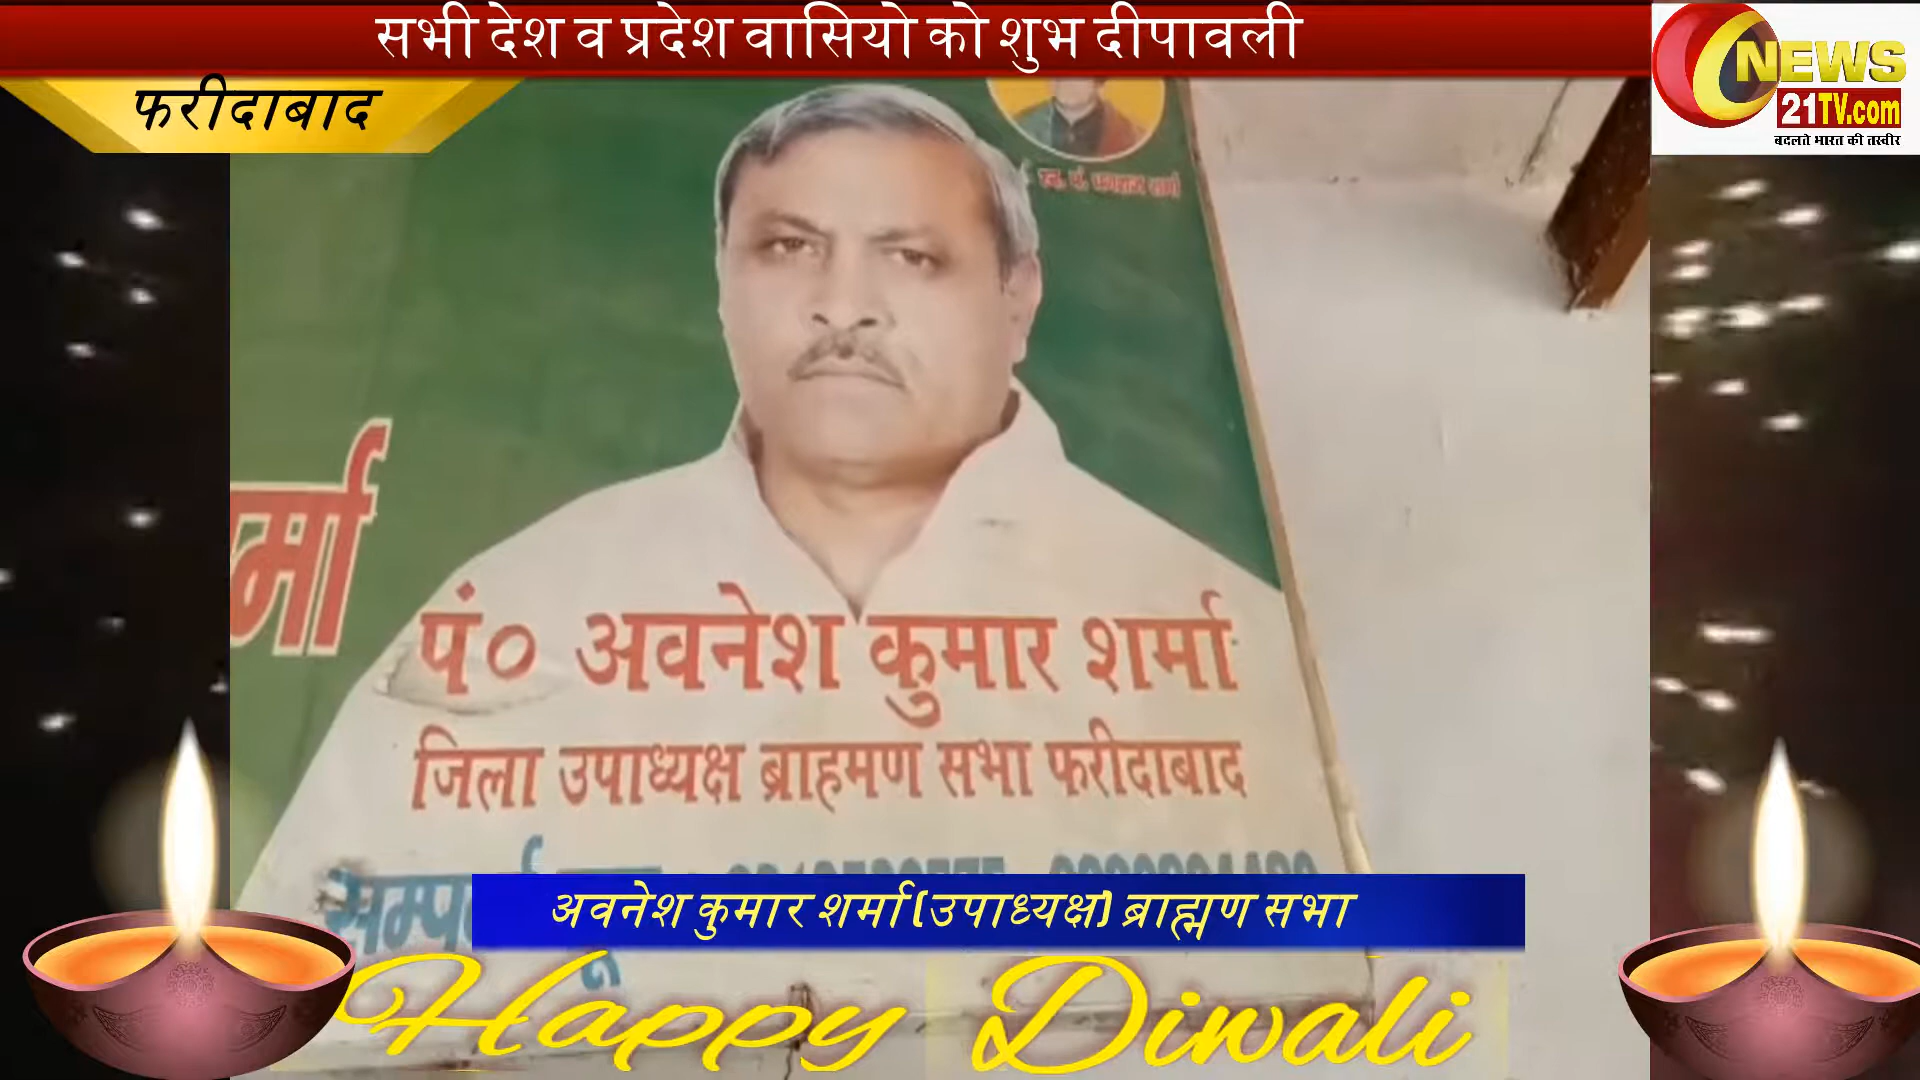 सभी देश व प्रदेश वासियो को शुभ दीपावली
NEWS
21TV.com
बदलते भारत की तस्वीर
फरीदाबाद
शर्मा
पं० अवनेश कुमार शर्मा
जिला उपाध्यक्ष ब्राहमण सभा फरीदाबाद
अवनेश कुमार शर्मा (उपाध्यक्ष) ब्राह्मण सभा
Happy Diwali